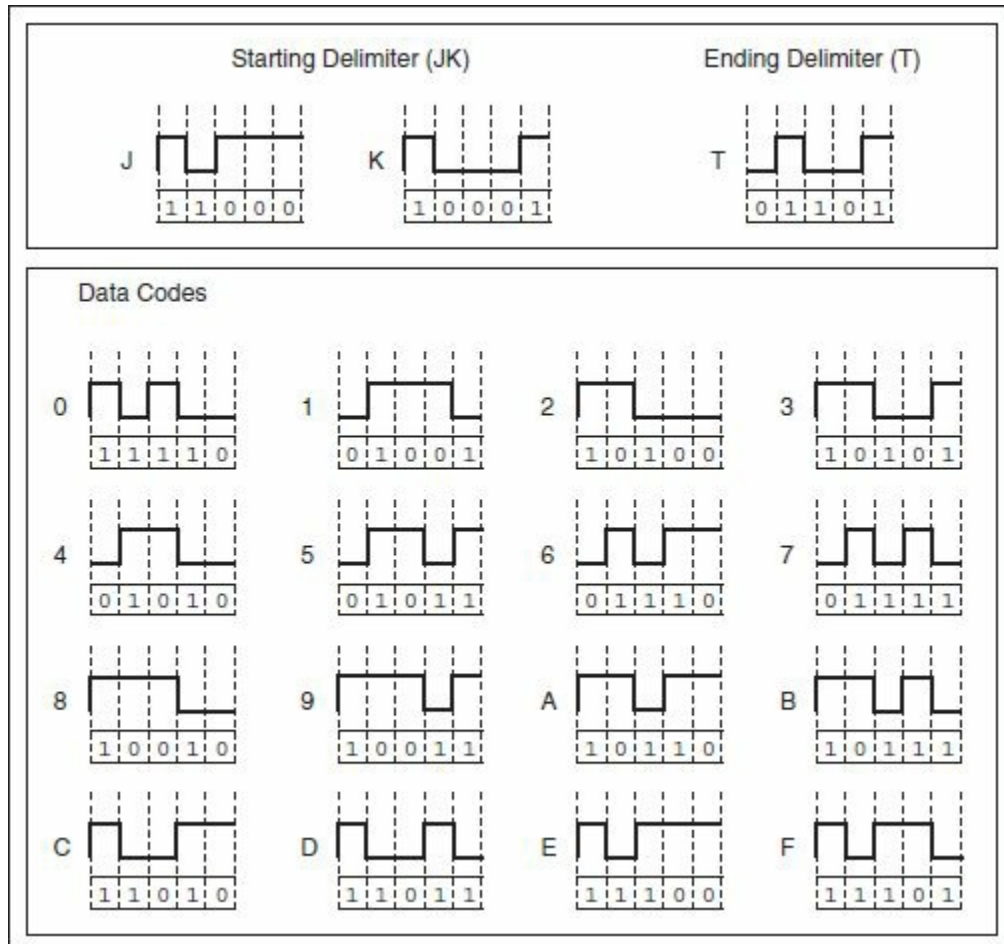 Starting Delimiter (JK) Ending Delimiter (T)
J K T
1 1 0 0 0 1 0 0 0 1 0 1 1 0 1
Data Codes
0 1 2 3
1 1 1 1 0 0 1 0 0 1 1 0 1 0 0 1 0 1 0 1
4 5 6 7
0 1 0 1 0 0 1 0 1 1 0 1 1 1 0 0 1 1 1 1
8 9 A B
1 0 0 1 0 1 0 0 1 1 1 0 1 1 0 1 0 1 1 1
C D E F
1 1 0 1 0 1 1 0 1 1 1 1 1 0 0 1 1 1 0 1